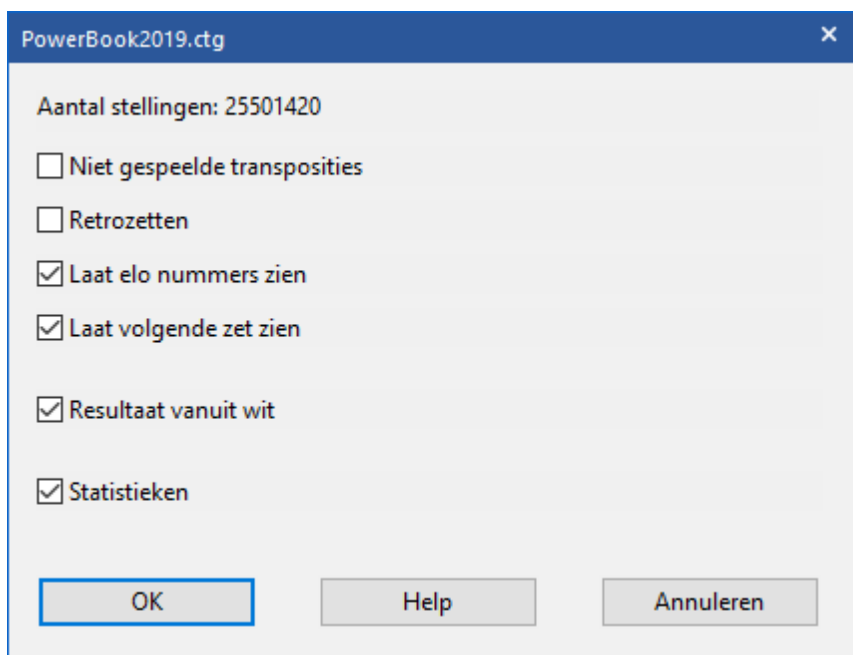 PowerBook2019.ctg
Aantal stellingen: 25501420
Niet gespeelde transposities
Retrozetten
Laat elo nummers zien
Laat volgende zet zien
Resultaat vanuit wit
Statistieken
OK Help Annuleren